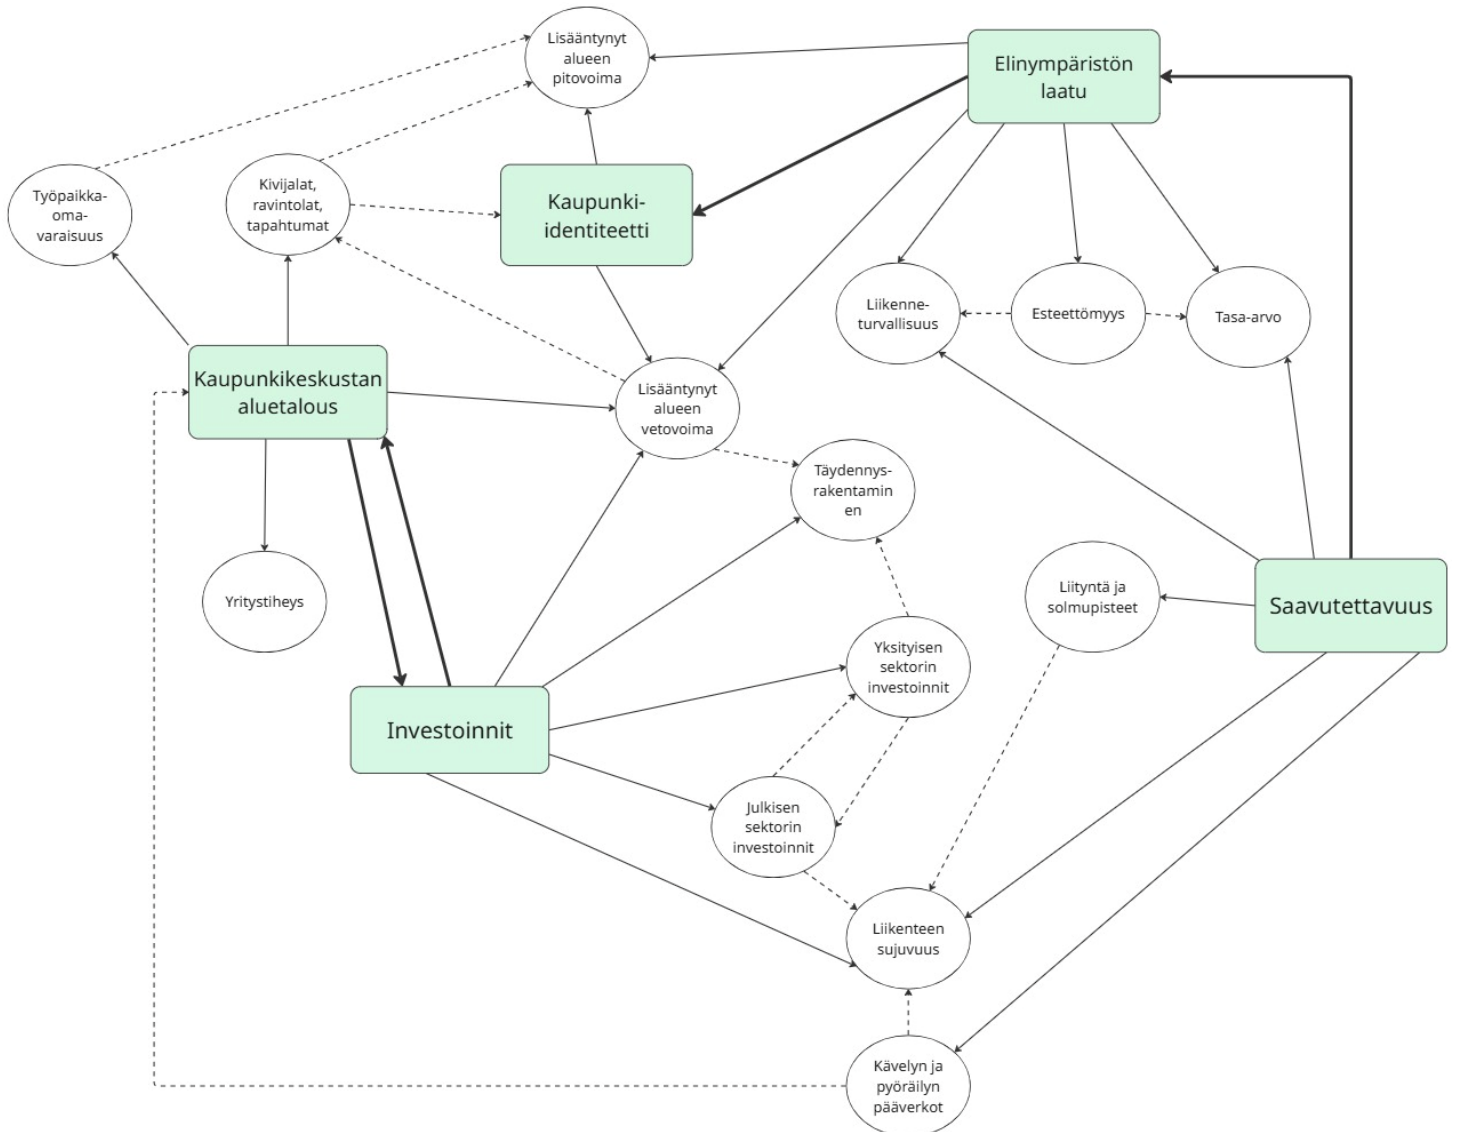 Lisääntynyt
alueen
pitovoima
Elinympäristön
laatu
Työpaikka-
oma-
varaisuus
Kivijalat,
ravintolat,
tapahtumat
Kaupunki-
identiteetti
Liikenne-
turvallisuus
Esteettömyys
Tasa-arvo
Kaupunkikeskustan
aluetalous
Lisääntynyt
alueen
vetovoima
Täydennys-
rakentamin
en
Yritystiheys
Liityntä ja
solmupisteet
Saavutettavuus
Yksityisen
sektorin
investoinnit
Investoinnit
Julkisen
sektorin
investoinnit
Liikenteen
sujuvuus
Kävelyn ja
pyöräilyn
pääverkot